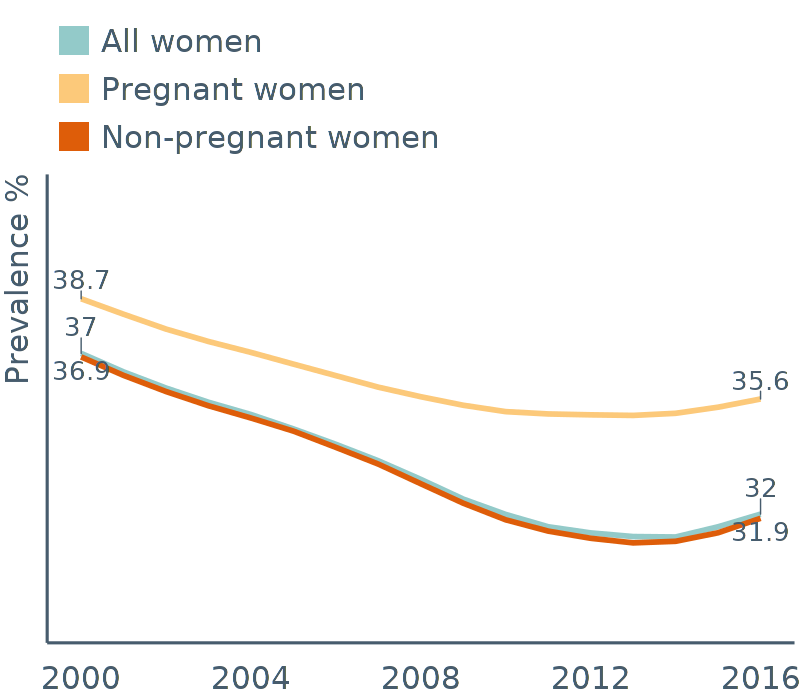 All women
Pregnant women
Non-pregnant women
Prevalence %
38.7
37
36.9
35.6
32
31.9
2000 2004 2008 2012 2016